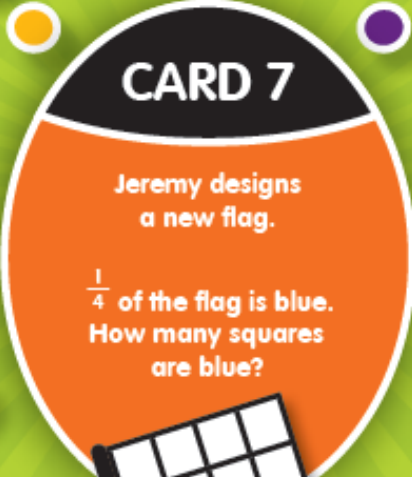 CARD 7
Jeremy designs
a new flag.
1/4 of the flag is blue.
How many squares
are blue?